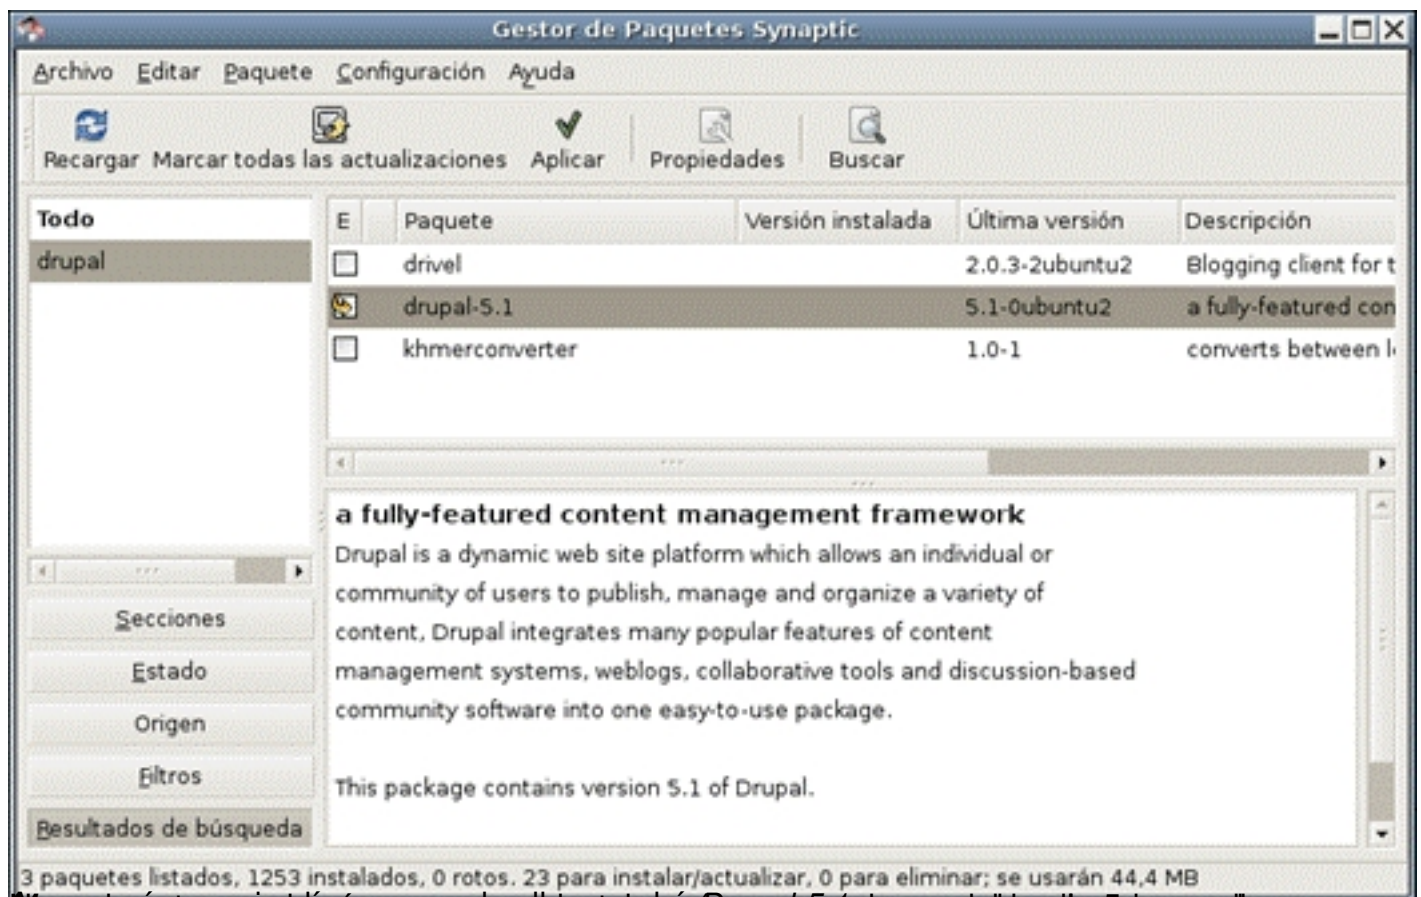 Gestor de Paquetes Synaptic
Archivo Editar Paquete Configuración Ayuda
Recargar Marcar todas las actualizaciones Aplicar Propiedades Buscar
Todo
drupal
E Paquete Versión instalada Última versión Descripción
drivel 2.0.3-2ubuntu2 Blogging client for t
drupal-5.1 5.1-0ubuntu2 a fully-featured con
khmerconverter 1.0-1 converts between l
a fully-featured content management framework
Drupal is a dynamic web site platform which allows an individual or
community of users to publish, manage and organize a variety of
content, Drupal integrates many popular features of content
management systems, weblogs, collaborative tools and discussion-based
community software into one easy-to-use package.
This package contains version 5.1 of Drupal.
Secciones
Estado
Origen
Filtros
Resultados de búsqueda
3 paquetes listados, 1253 instalados, 0 rotos. 23 para instalar/actualizar, 0 para eliminar; se usarán 44,4 MB